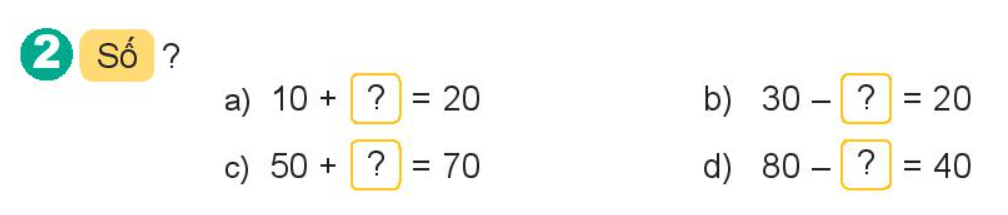 2 Số ?
a) 10 + ? = 20 b) 30 – ? = 20
c) 50 + ? = 70 d) 80 – ? = 40